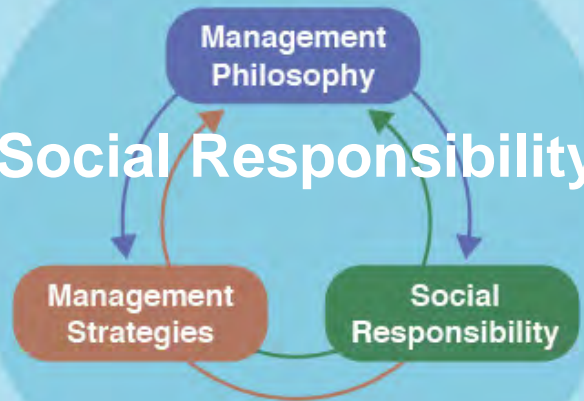 Management
Philosophy
Social Responsibility
Management
Strategies
Social
Responsibility